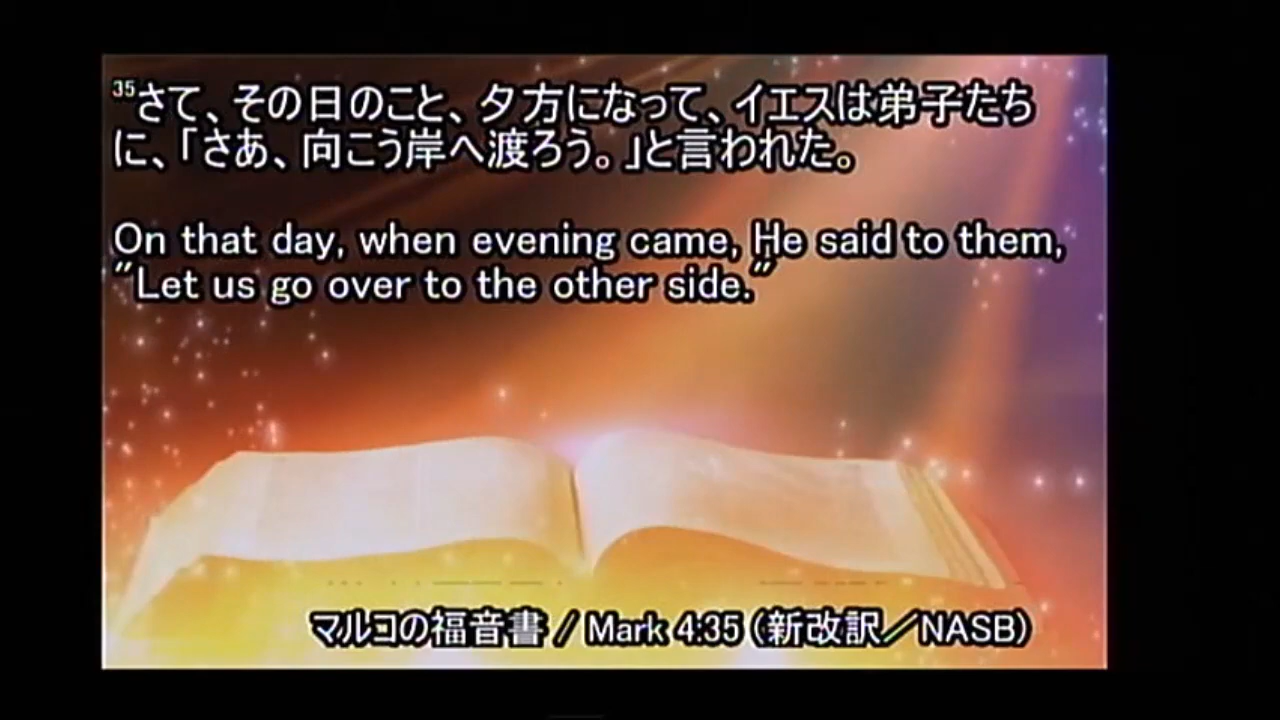 35さて、その日のこと、夕方になって、イエスは弟子たち
に、「さあ、向こう岸へ渡ろう。」と言われた。
On that day, when evening came, He said to them,
"Let us go over to the other side."
マルコの福音書 / Mark 4:35 (新改訳／NASB)